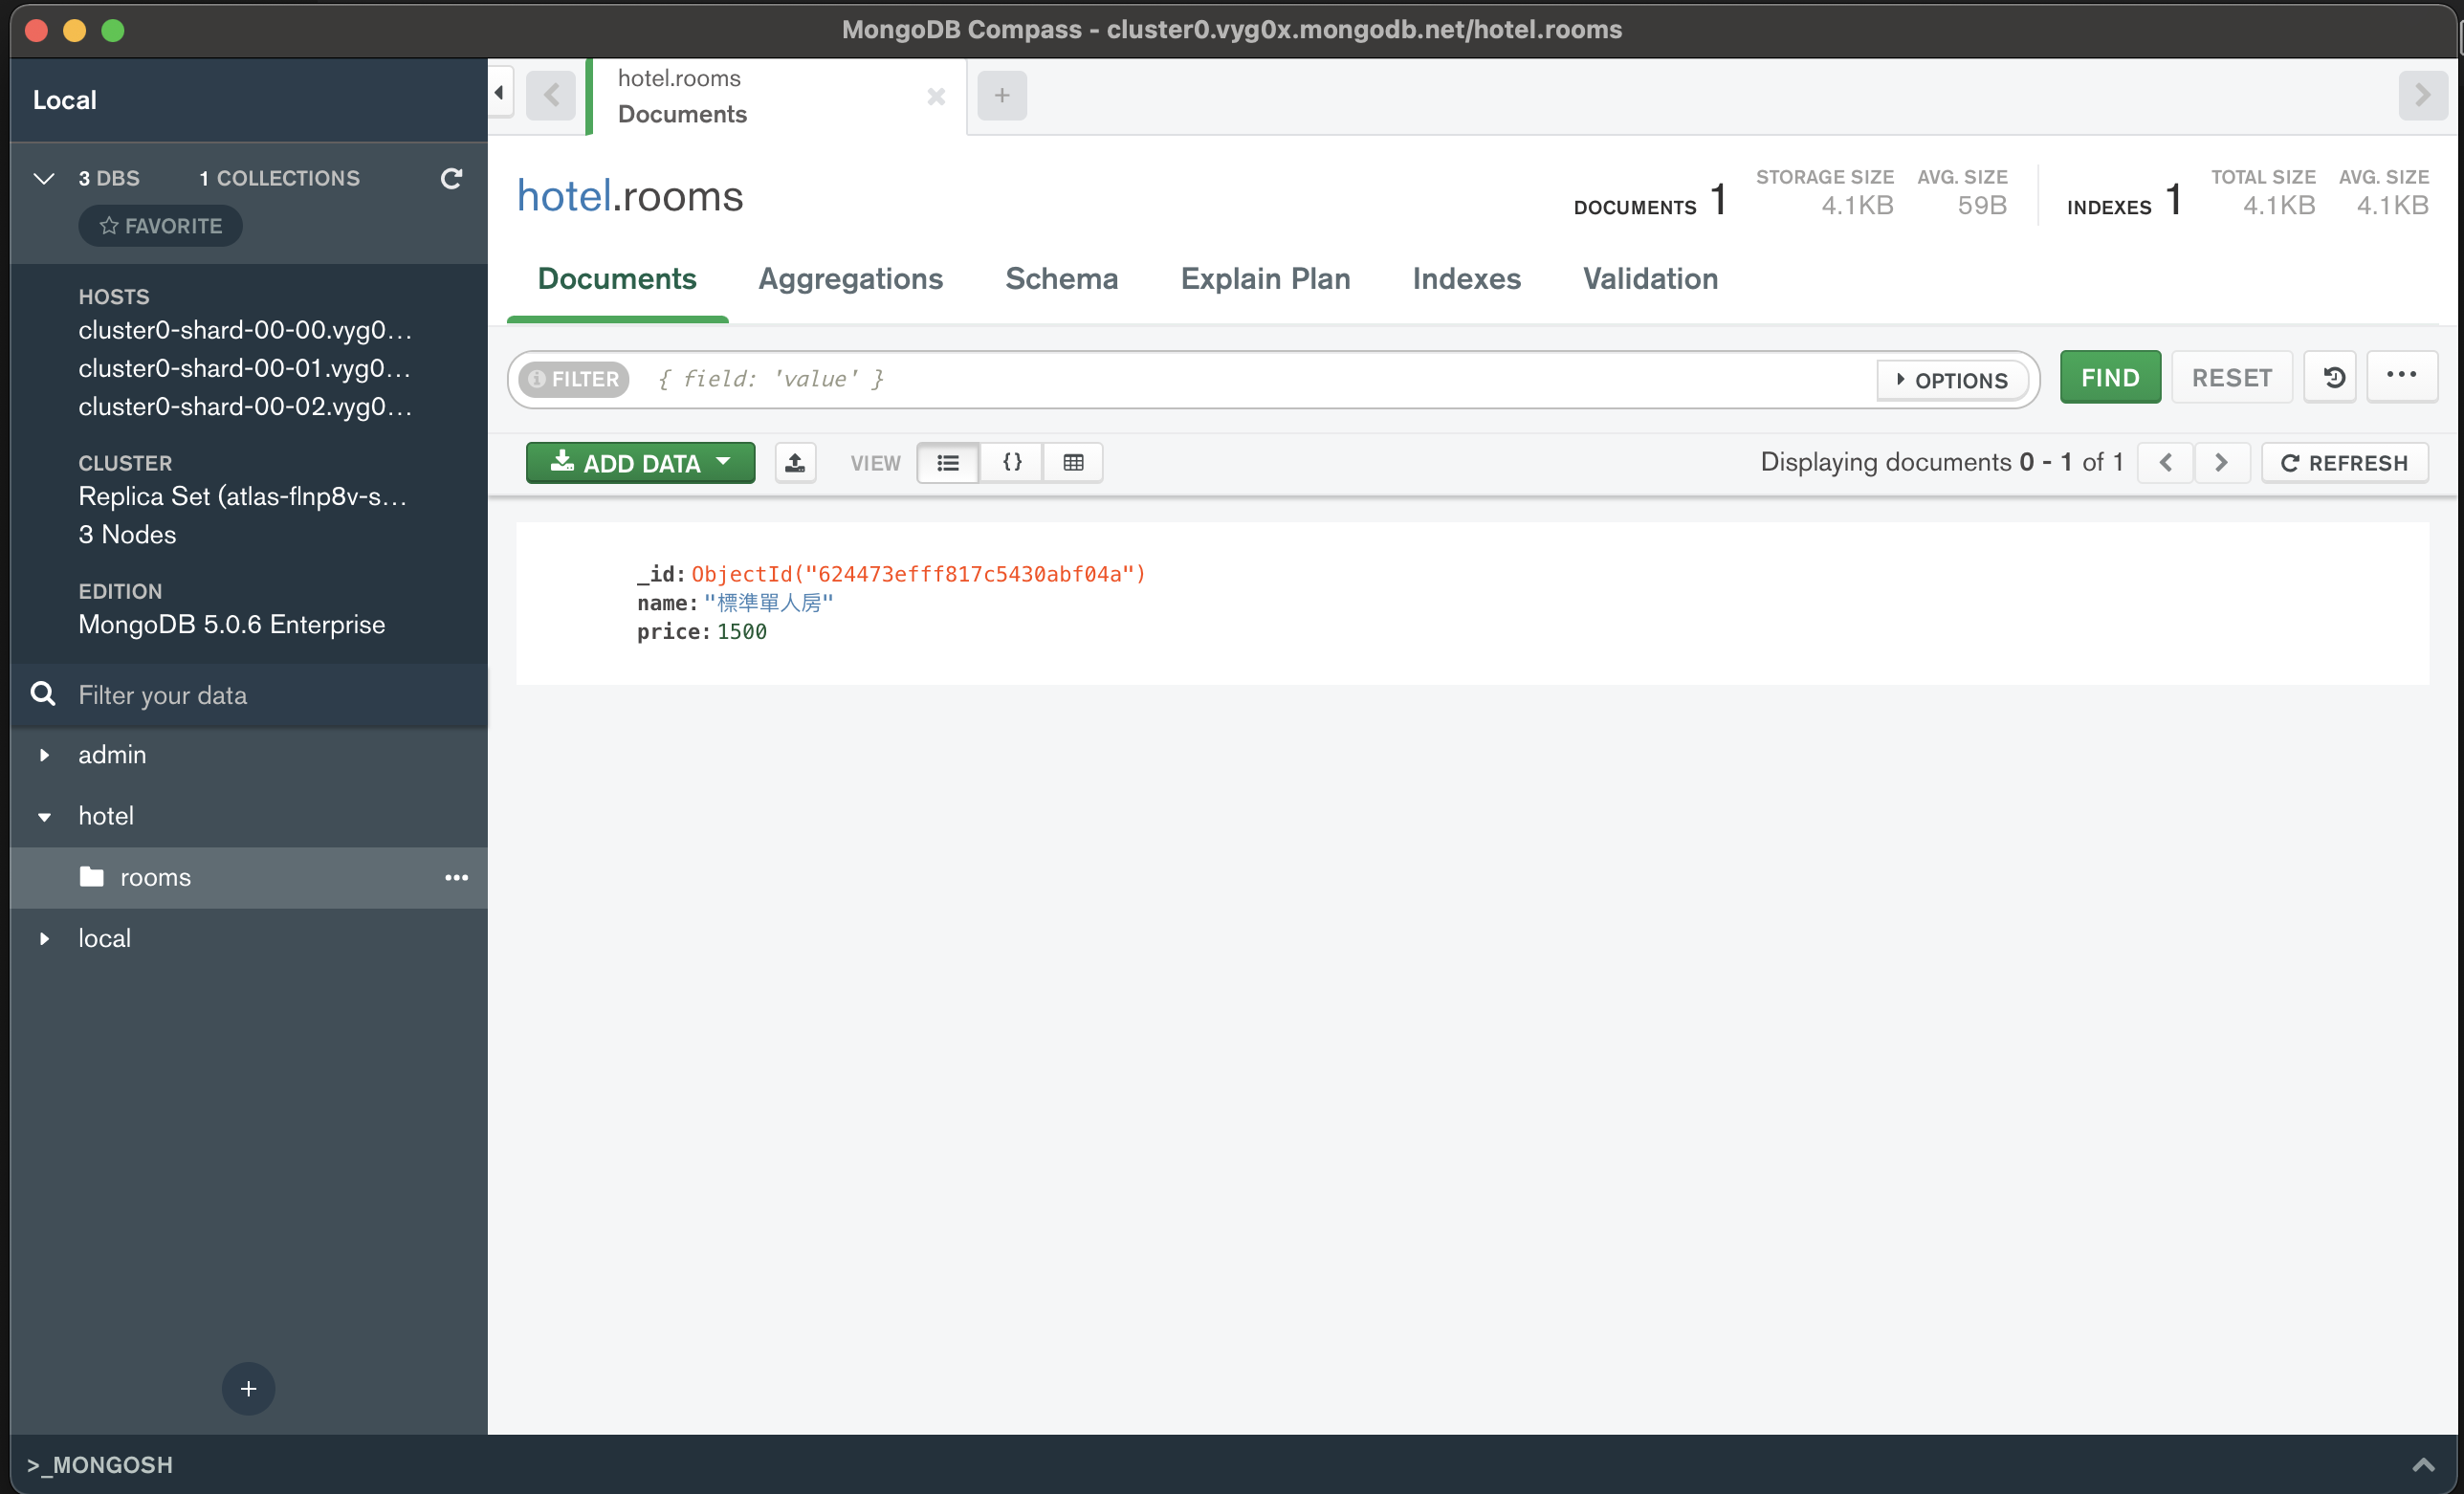 MongoDB Compass - cluster0.vyg0x.mongodb.net/hotel.rooms
Local
3 DBS 1 COLLECTIONS
FAVORITE
HOSTS
cluster0-shard-00-00.vyg0...
cluster0-shard-00-01.vyg0...
cluster0-shard-00-02.vyg0...
CLUSTER
Replica Set (atlas-flnp8v-s...
3 Nodes
EDITION
MongoDB 5.0.6 Enterprise
Filter your data
admin
hotel
rooms
local
>_MONGOSH
hotel.rooms
Documents
hotel.rooms
DOCUMENTS 1 STORAGE SIZE 4.1KB AVG. SIZE 59B INDEXES 1 TOTAL SIZE 4.1KB AVG. SIZE 4.1KB
Documents Aggregations Schema Explain Plan Indexes Validation
FILTER { field: 'value' } OPTIONS FIND RESET
ADD DATA VIEW {} Displaying documents 0 - 1 of 1 REFRESH
_id: ObjectId("624473efff817c5430abf04a")
name: "標準單人房"
price: 1500